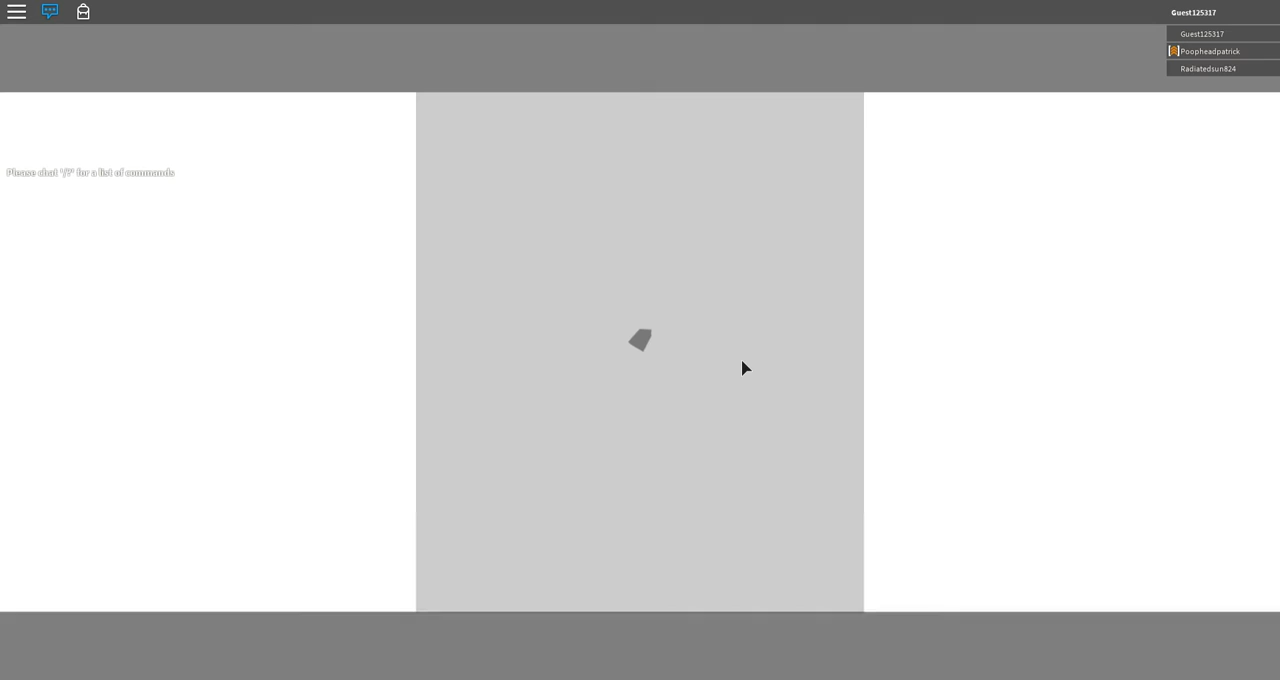 Guest125317
Guest125317
Poopheadpatrick
Radiatedsun824
Please chat '/?' for a list of commands